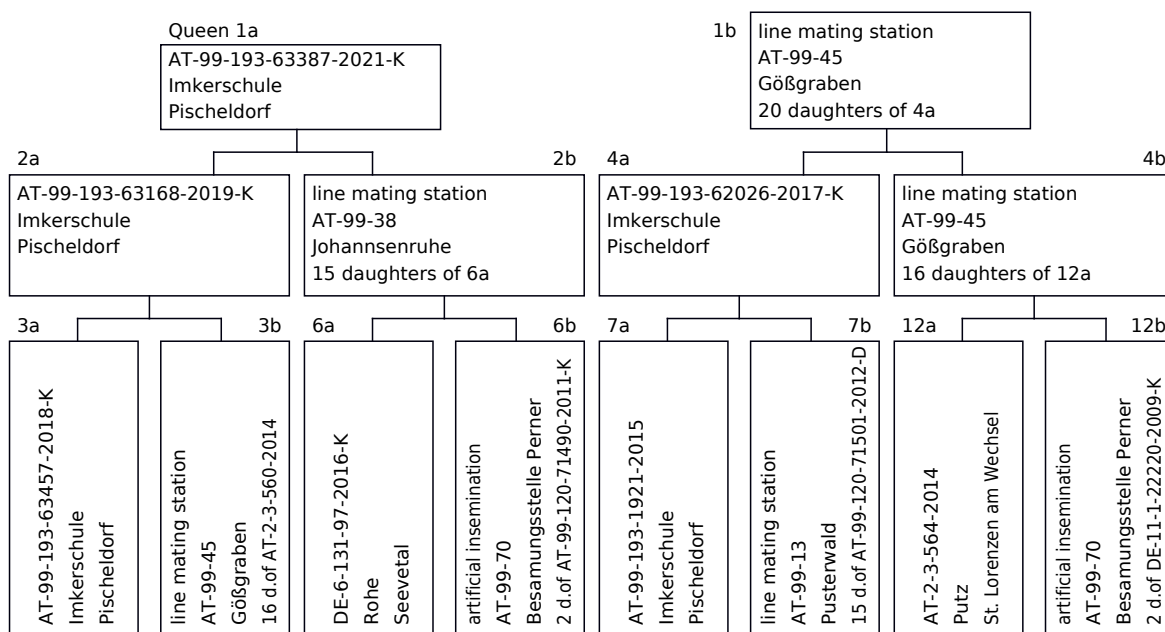 Queen 1a
AT-99-193-63387-2021-K
Imkerschule
Pischeldorf
1b
line mating station
AT-99-45
Gößgraben
20 daughters of 4a
2a
AT-99-193-63168-2019-K
Imkerschule
Pischeldorf
2b
line mating station
AT-99-38
Johannsenruhe
15 daughters of 6a
4a
AT-99-193-62026-2017-K
Imkerschule
Pischeldorf
4b
line mating station
AT-99-45
Gößgraben
16 daughters of 12a
3a
AT-99-193-63457-2018-K
Imkerschule
Pischeldorf
3b
line mating station
AT-99-45
Gößgraben
16 d.of AT-2-3-560-2014
6a
DE-6-131-97-2016-K
Rohe
Seevetal
6b
artificial insemination
AT-99-70
Besamungsstelle Perner
2 d.of AT-99-120-71490-2011-K
7a
AT-99-193-1921-2015
Imkerschule
Pischeldorf
7b
line mating station
AT-99-13
Pusterwald
15 d.of AT-99-120-71501-2012-D
12a
AT-2-3-564-2014
Putz
St. Lorenzen am Wechsel
12b
artificial insemination
AT-99-70
Besamungsstelle Perner
2 d.of DE-11-1-22220-2009-K